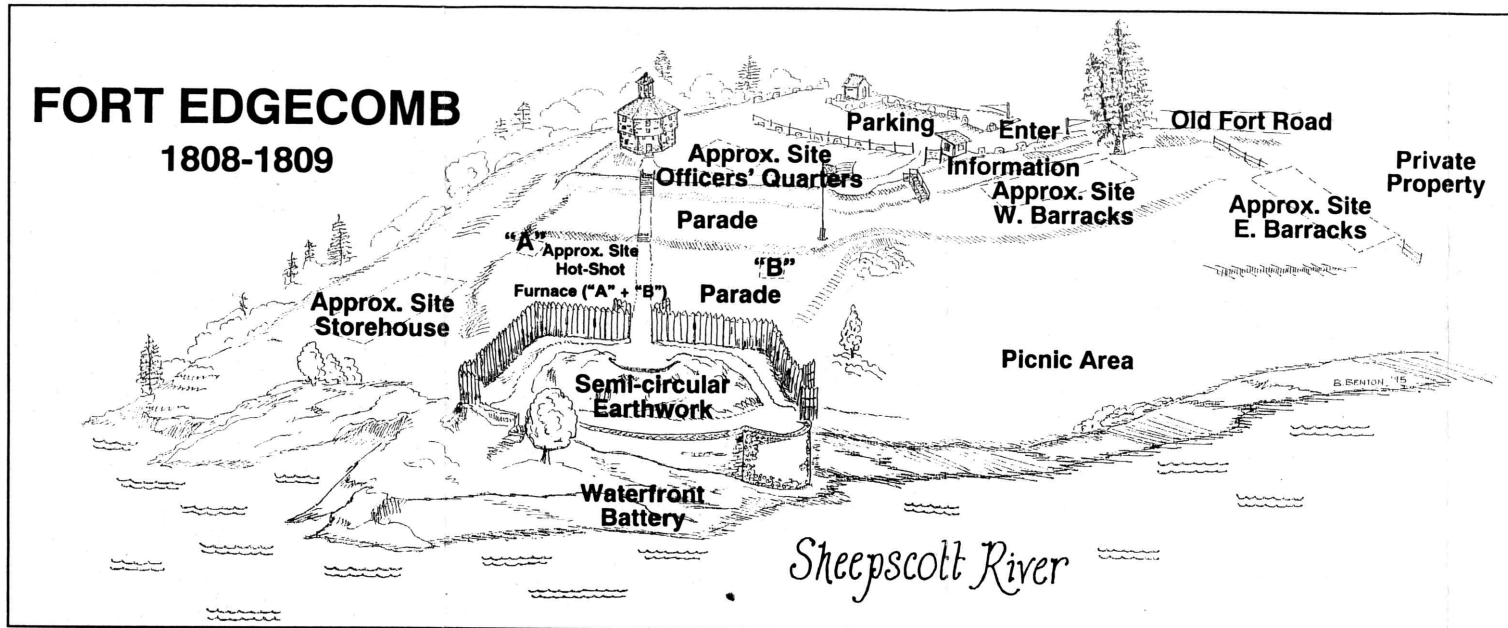 FORT EDGECOMB
1808-1809
Parking
Enter
Old Fort Road
Approx. Site
Officers' Quarters
Information
Approx. Site
W. Barracks
Private
Property
Approx. Site
E. Barracks
Parade
"A"
Approx. Site
Hot-Shot
Furnace ("A" + "B")
"B"
Parade
Approx. Site
Storehouse
Picnic Area
Semi-circular
Earthwork
B. BENTON '95
Waterfront
Battery
Sheepscott River